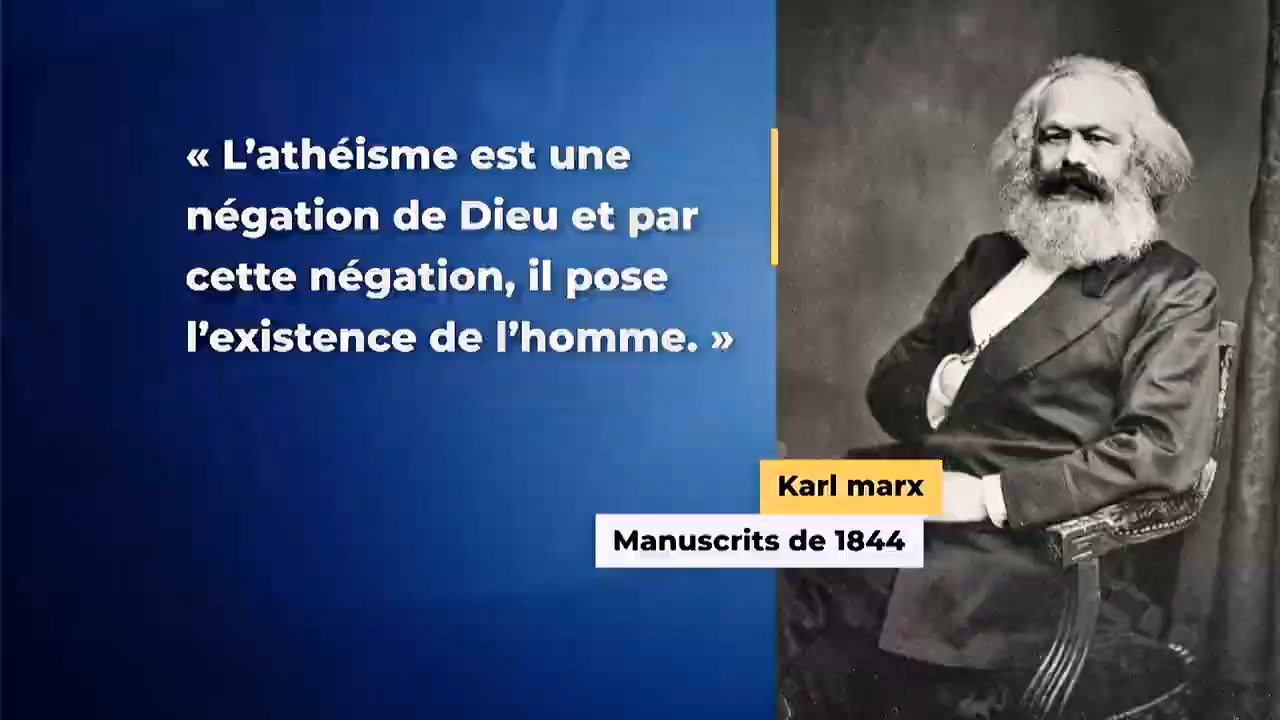 « L’athéisme est une
négation de Dieu et par
cette négation, il pose
l’existence de l’homme. »
Karl marx
Manuscrits de 1844